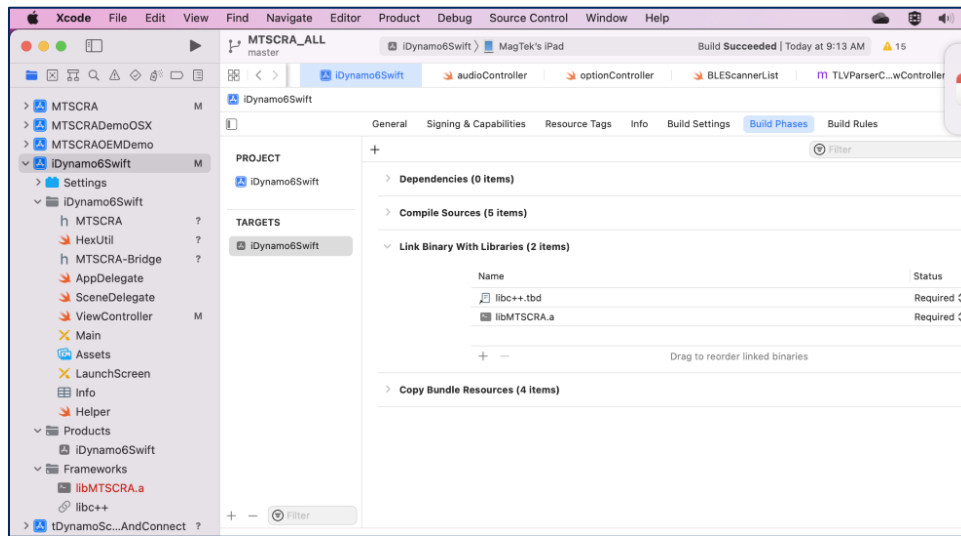 Xcode File Edit View Find Navigate Editor Product Debug Source Control Window Help
MTSCRA_ALL
master
iDynamo6Swift MagTek's iPad
Build Succeeded | Today at 9:13 AM 15
iDynamo6Swift audioController optionController BLEScannerList TLVParserC...wController
iDynamo6Swift
General Signing & Capabilities Resource Tags Info Build Settings Build Phases Build Rules
MTSCRA M
MTSCRADemoOSX
MTSCRAOEMDemo
iDynamo6Swift M
Settings
iDynamo6Swift
h MTSCRA ?
HexUtil ?
h MTSCRA-Bridge ?
AppDelegate
SceneDelegate
ViewController M
Main
Assets
LaunchScreen
Info
Helper
Products
iDynamo6Swift
Frameworks
libMTSCRA.a
libc++
tDynamoSc...AndConnect ?
PROJECT
iDynamo6Swift
TARGETS
iDynamo6Swift
+ − Filter
+ Filter
Dependencies (0 items)
Compile Sources (5 items)
Link Binary With Libraries (2 items)
Name Status
libc++.tbd Required
libMTSCRA.a Required
+ − Drag to reorder linked binaries
Copy Bundle Resources (4 items)